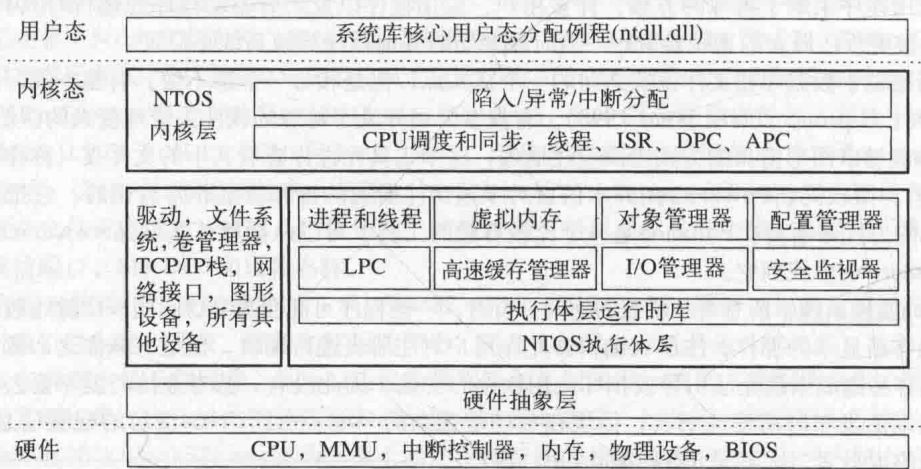 用户态
系统库核心用户态分配例程(ntdll.dll)
内核态
NTOS
内核层
陷入/异常/中断分配
CPU调度和同步：线程、ISR、DPC、APC
驱动，文件系
统,卷管理器,
TCP/IP栈，网
络接口，图形
设备，所有其
他设备
进程和线程
虚拟内存
对象管理器
配置管理器
LPC
高速缓存管理器
I/O管理器
安全监视器
执行体层运行时库
NTOS执行体层
硬件抽象层
硬件
CPU，MMU，中断控制器，内存，物理设备，BIOS